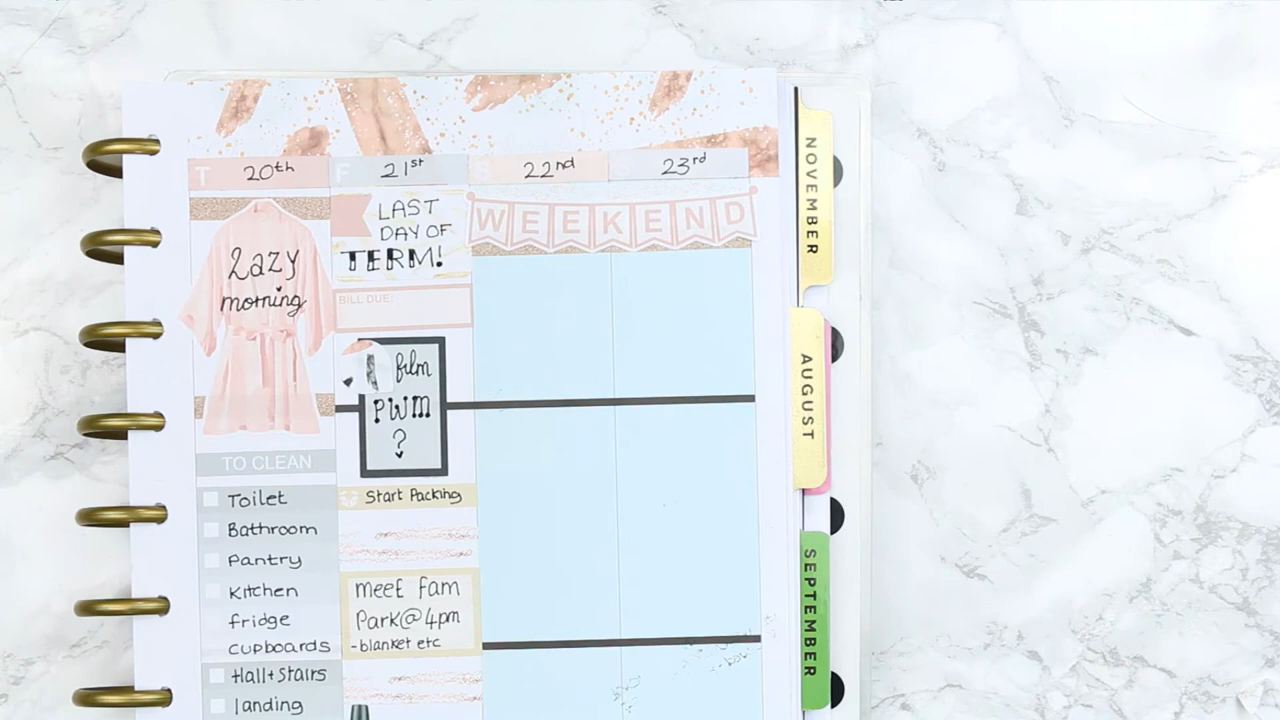 T 20th
F 21st
22nd
23rd
Lazy
morning
TO CLEAN
Toilet
Bathroom
Pantry
Kitchen
fridge
cupboards
Hall+Stairs
landing
LAST
DAY OF
TERM!
BILL DUE:
film
PWM
?
Start Packing
meet fam
Park@4pm
-blanket etc
WEEKEND
NOVEMBER
AUGUST
SEPTEMBER